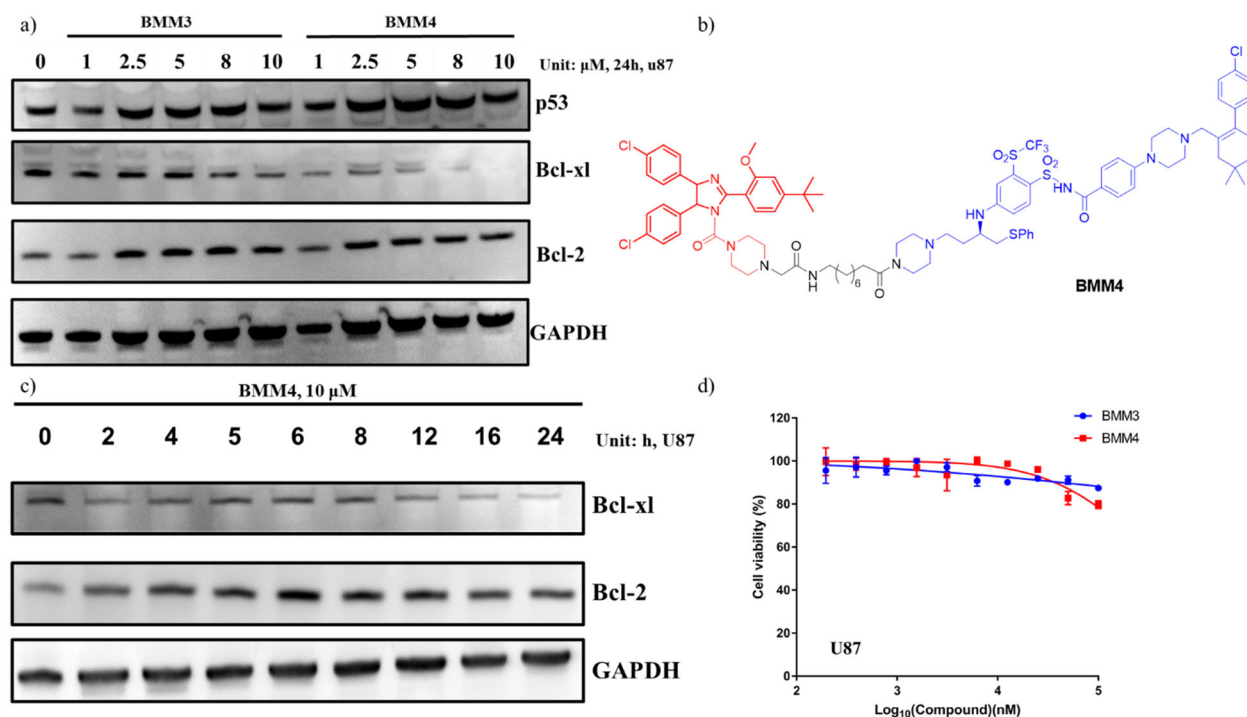 a)
BMM3 BMM4
0 1 2.5 5 8 10 1 2.5 5 8 10
Unit: μM, 24h, u87
p53
Bcl-xl
Bcl-2
GAPDH
b)
Cl
N
O
Cl
N
O
N
N
O
N
H
( )6
O
N
N
HN
SPh
O2S CF3
O2
S
NH
O
N
N
Cl
BMM4
c)
BMM4, 10 μM
0 2 4 5 6 8 12 16 24
Unit: h, U87
Bcl-xl
Bcl-2
GAPDH
d)
BMM3
BMM4
120
100
80
60
40
20
0
Cell viability (%)
U87
2 3 4 5
Log10(Compound)(nM)